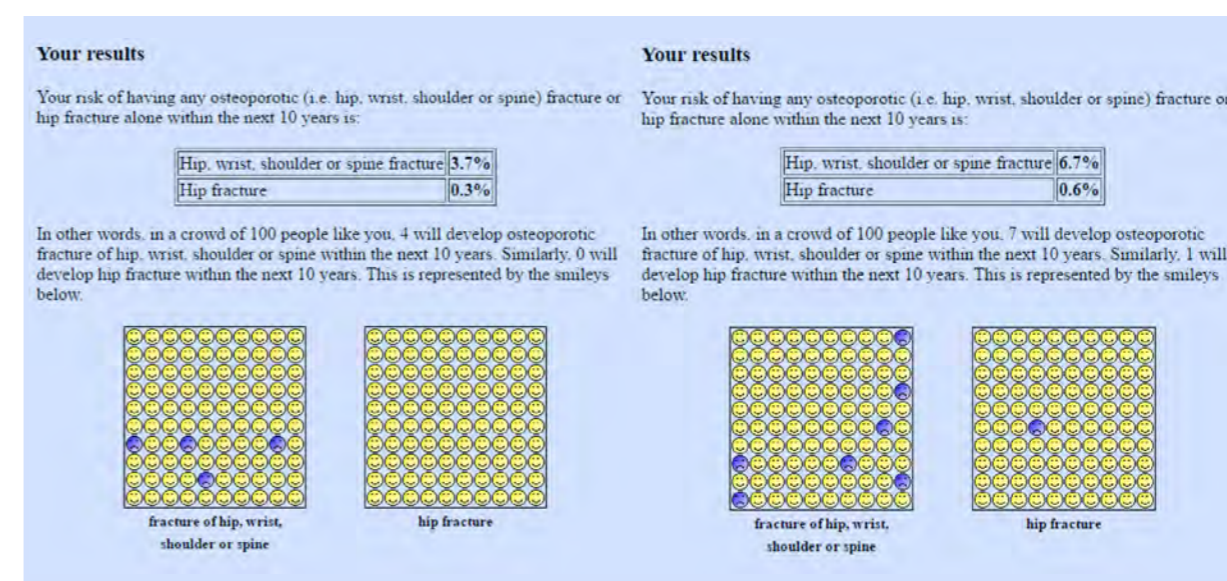 Your results
Your risk of having any osteoporotic (i.e. hip, wrist, shoulder or spine) fracture or
hip fracture alone within the next 10 years is:
Hip, wrist, shoulder or spine fracture 3.7%
Hip fracture 0.3%
In other words, in a crowd of 100 people like you, 4 will develop osteoporotic
fracture of hip, wrist, shoulder or spine within the next 10 years. Similarly, 0 will
develop hip fracture within the next 10 years. This is represented by the smileys
below.
fracture of hip, wrist,
shoulder or spine
hip fracture
Your results
Your risk of having any osteoporotic (i.e. hip, wrist, shoulder or spine) fracture or
hip fracture alone within the next 10 years is:
Hip, wrist, shoulder or spine fracture 6.7%
Hip fracture 0.6%
In other words, in a crowd of 100 people like you, 7 will develop osteoporotic
fracture of hip, wrist, shoulder or spine within the next 10 years. Similarly, 1 will
develop hip fracture within the next 10 years. This is represented by the smileys
below.
fracture of hip, wrist,
shoulder or spine
hip fracture